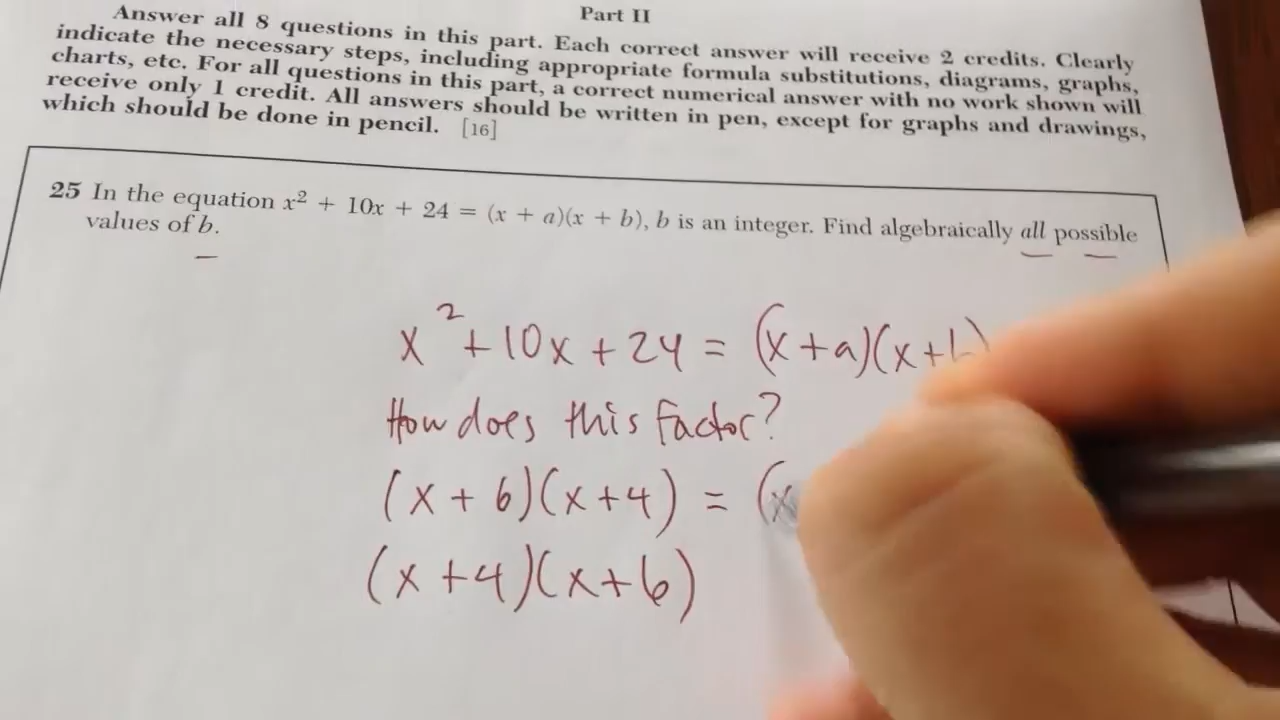 Part II
Answer all 8 questions in this part. Each correct answer will receive 2 credits. Clearly
indicate the necessary steps, including appropriate formula substitutions, diagrams, graphs,
charts, etc. For all questions in this part, a correct numerical answer with no work shown will
receive only 1 credit. All answers should be written in pen, except for graphs and drawings,
which should be done in pencil. [16]
25 In the equation x² + 10x + 24 = (x + a)(x + b), b is an integer. Find algebraically all possible
values of b.
x² + 10x + 24 = (x + a)(x + b)
How does this factor?
(x + 6)(x + 4) = (x
(x + 4)(x + 6)